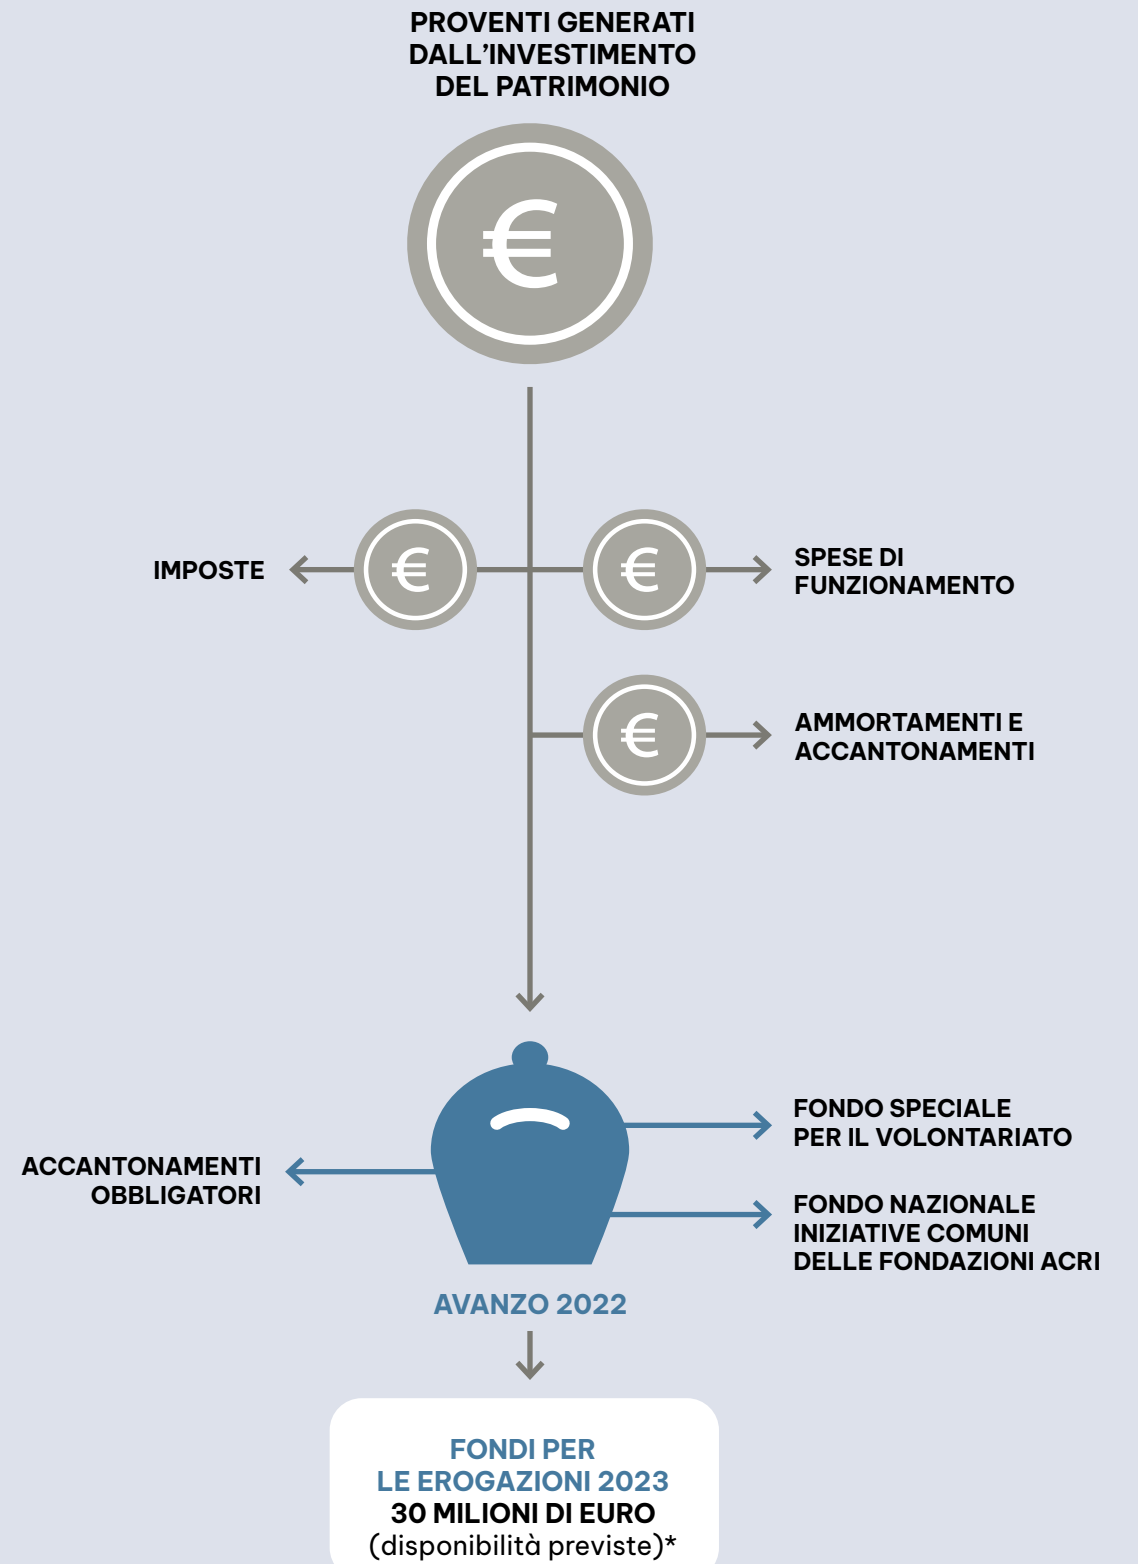 PROVENTI GENERATI
DALL’INVESTIMENTO
DEL PATRIMONIO
€
IMPOSTE
€
€
SPESE DI
FUNZIONAMENTO
€
AMMORTAMENTI E
ACCANTONAMENTI
FONDO SPECIALE
PER IL VOLONTARIATO
ACCANTONAMENTI
OBBLIGATORI
FONDO NAZIONALE
INIZIATIVE COMUNI
DELLE FONDAZIONI ACRI
AVANZO 2022
FONDI PER
LE EROGAZIONI 2023
30 MILIONI DI EURO
(disponibilità previste)*